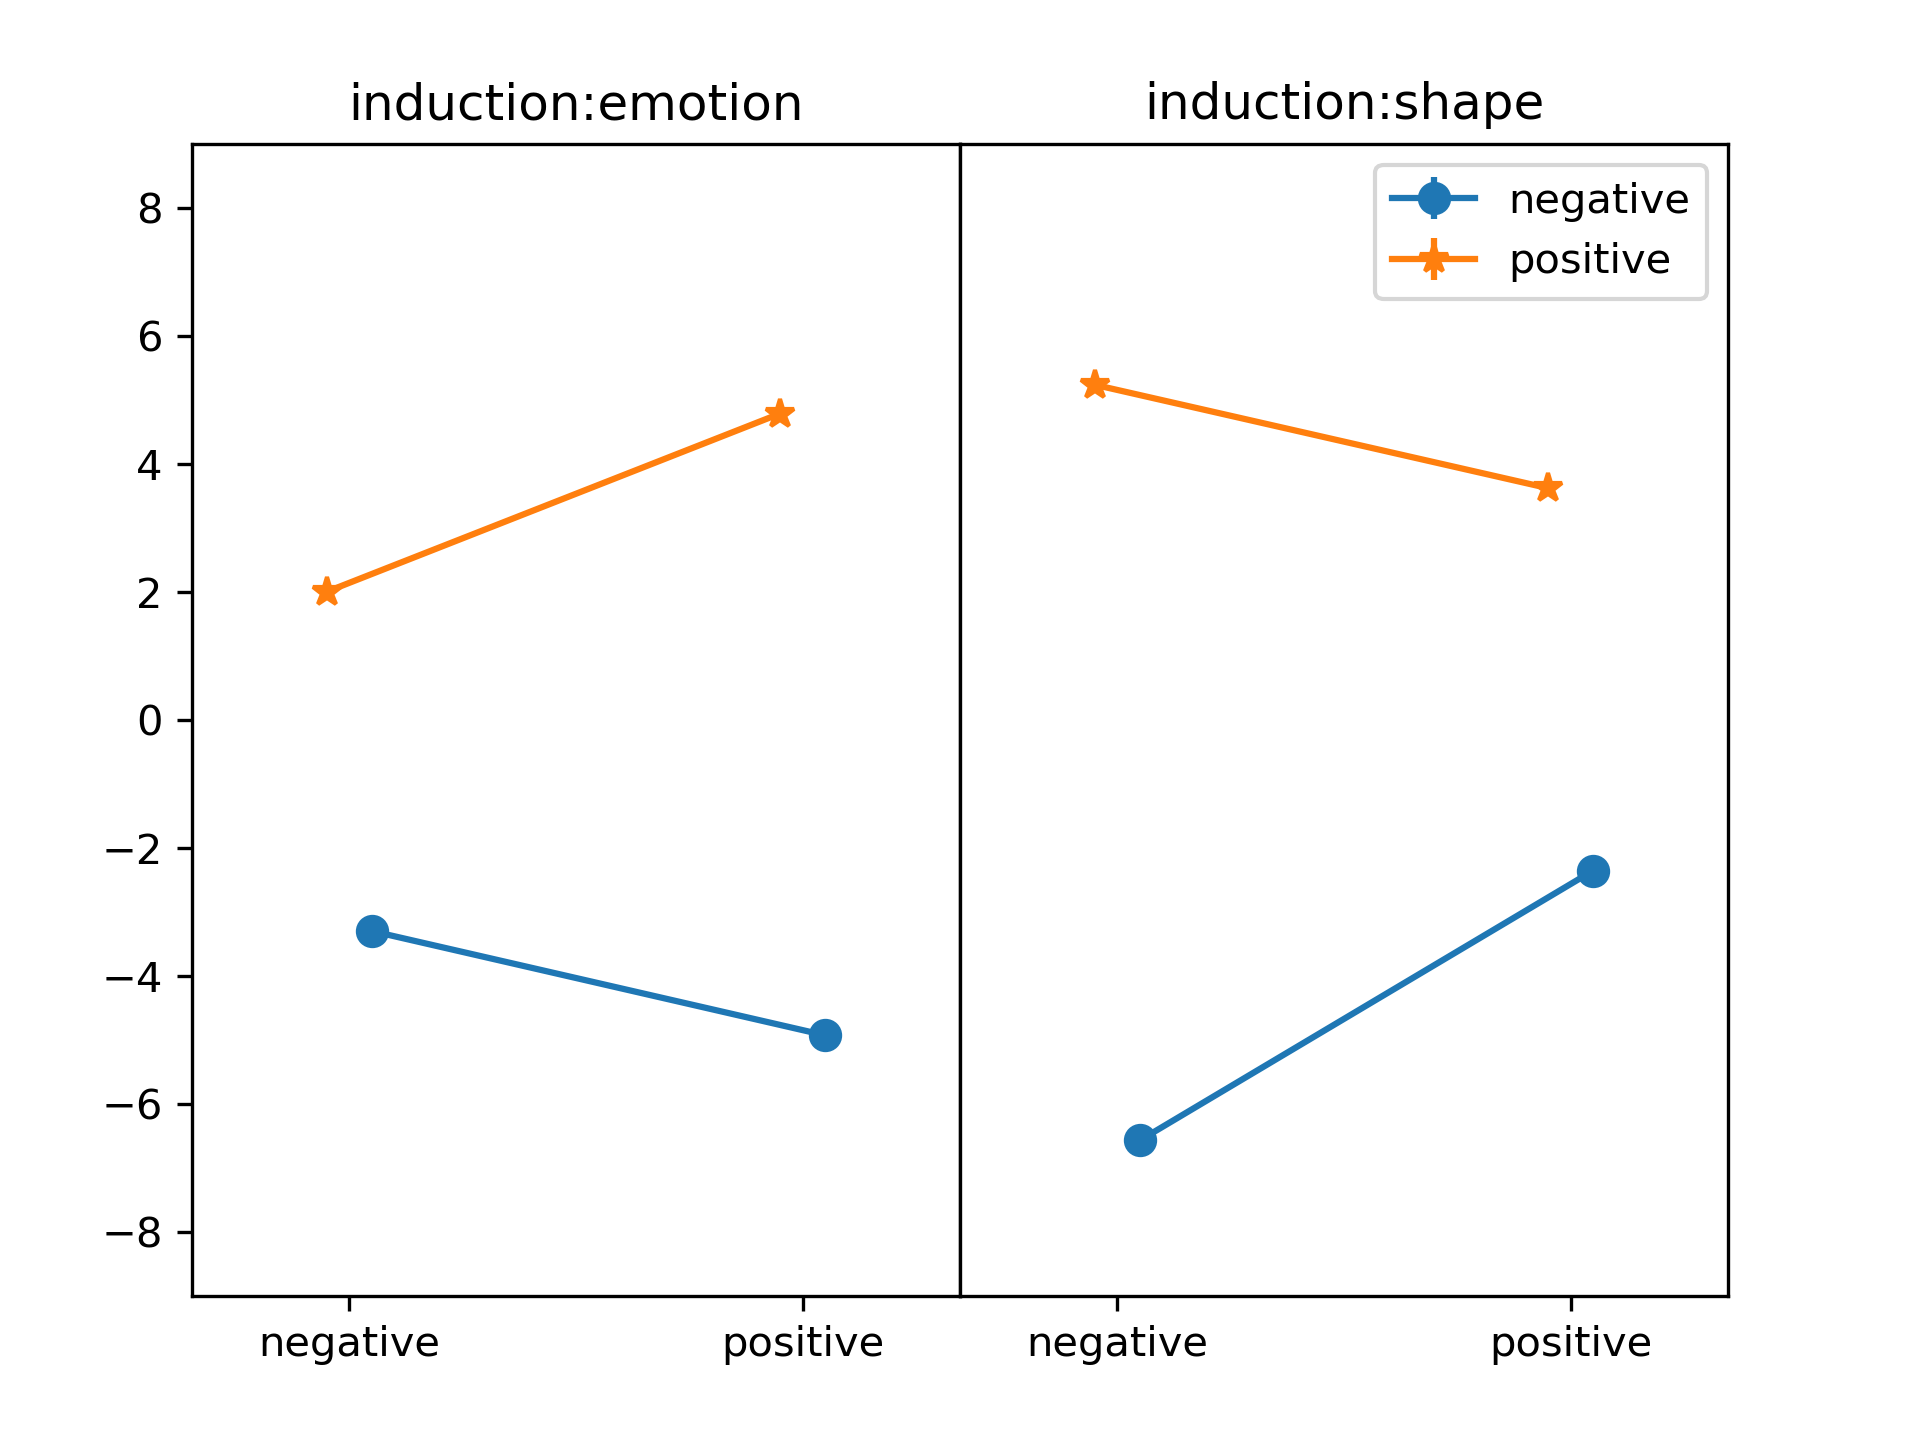 induction:emotion
induction:shape
negative
positive
8
6
4
2
0
−2
−4
−6
−8
negative positive negative positive